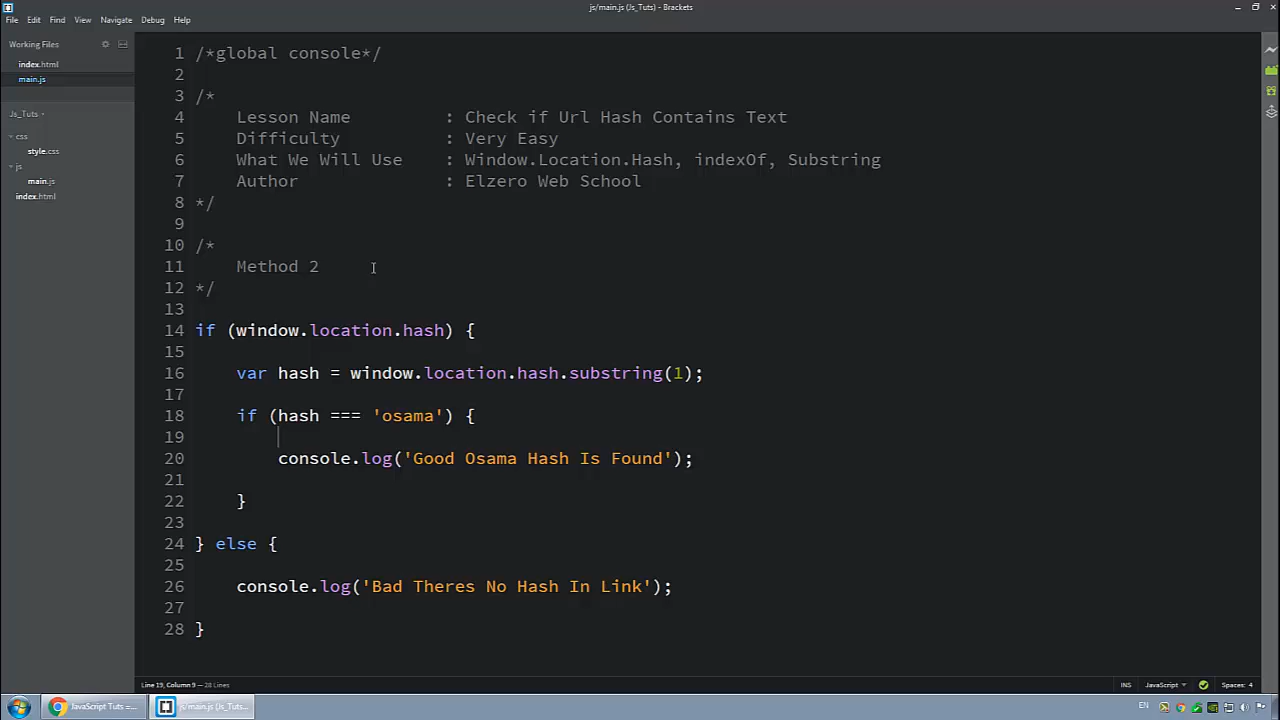 js/main.js (Js_Tuts) - Brackets
File Edit Find View Navigate Debug Help
Working Files
index.html
main.js
Js_Tuts
css
style.css
js
main.js
index.html
1 /*global console*/
2
3 /*
4 Lesson Name : Check if Url Hash Contains Text
5 Difficulty : Very Easy
6 What We Will Use : Window.Location.Hash, indexOf, Substring
7 Author : Elzero Web School
8 */
9
10 /*
11 Method 2
12 */
13
14 if (window.location.hash) {
15
16 var hash = window.location.hash.substring(1);
17
18 if (hash === 'osama') {
19
20 console.log('Good Osama Hash Is Found');
21
22 }
23
24 } else {
25
26 console.log('Bad Theres No Hash In Link');
27
28 }
Line 19, Column 9 — 28 Lines
INS JavaScript Spaces: 4
JavaScript Tuts =... js/main.js (Js_Tuts... EN